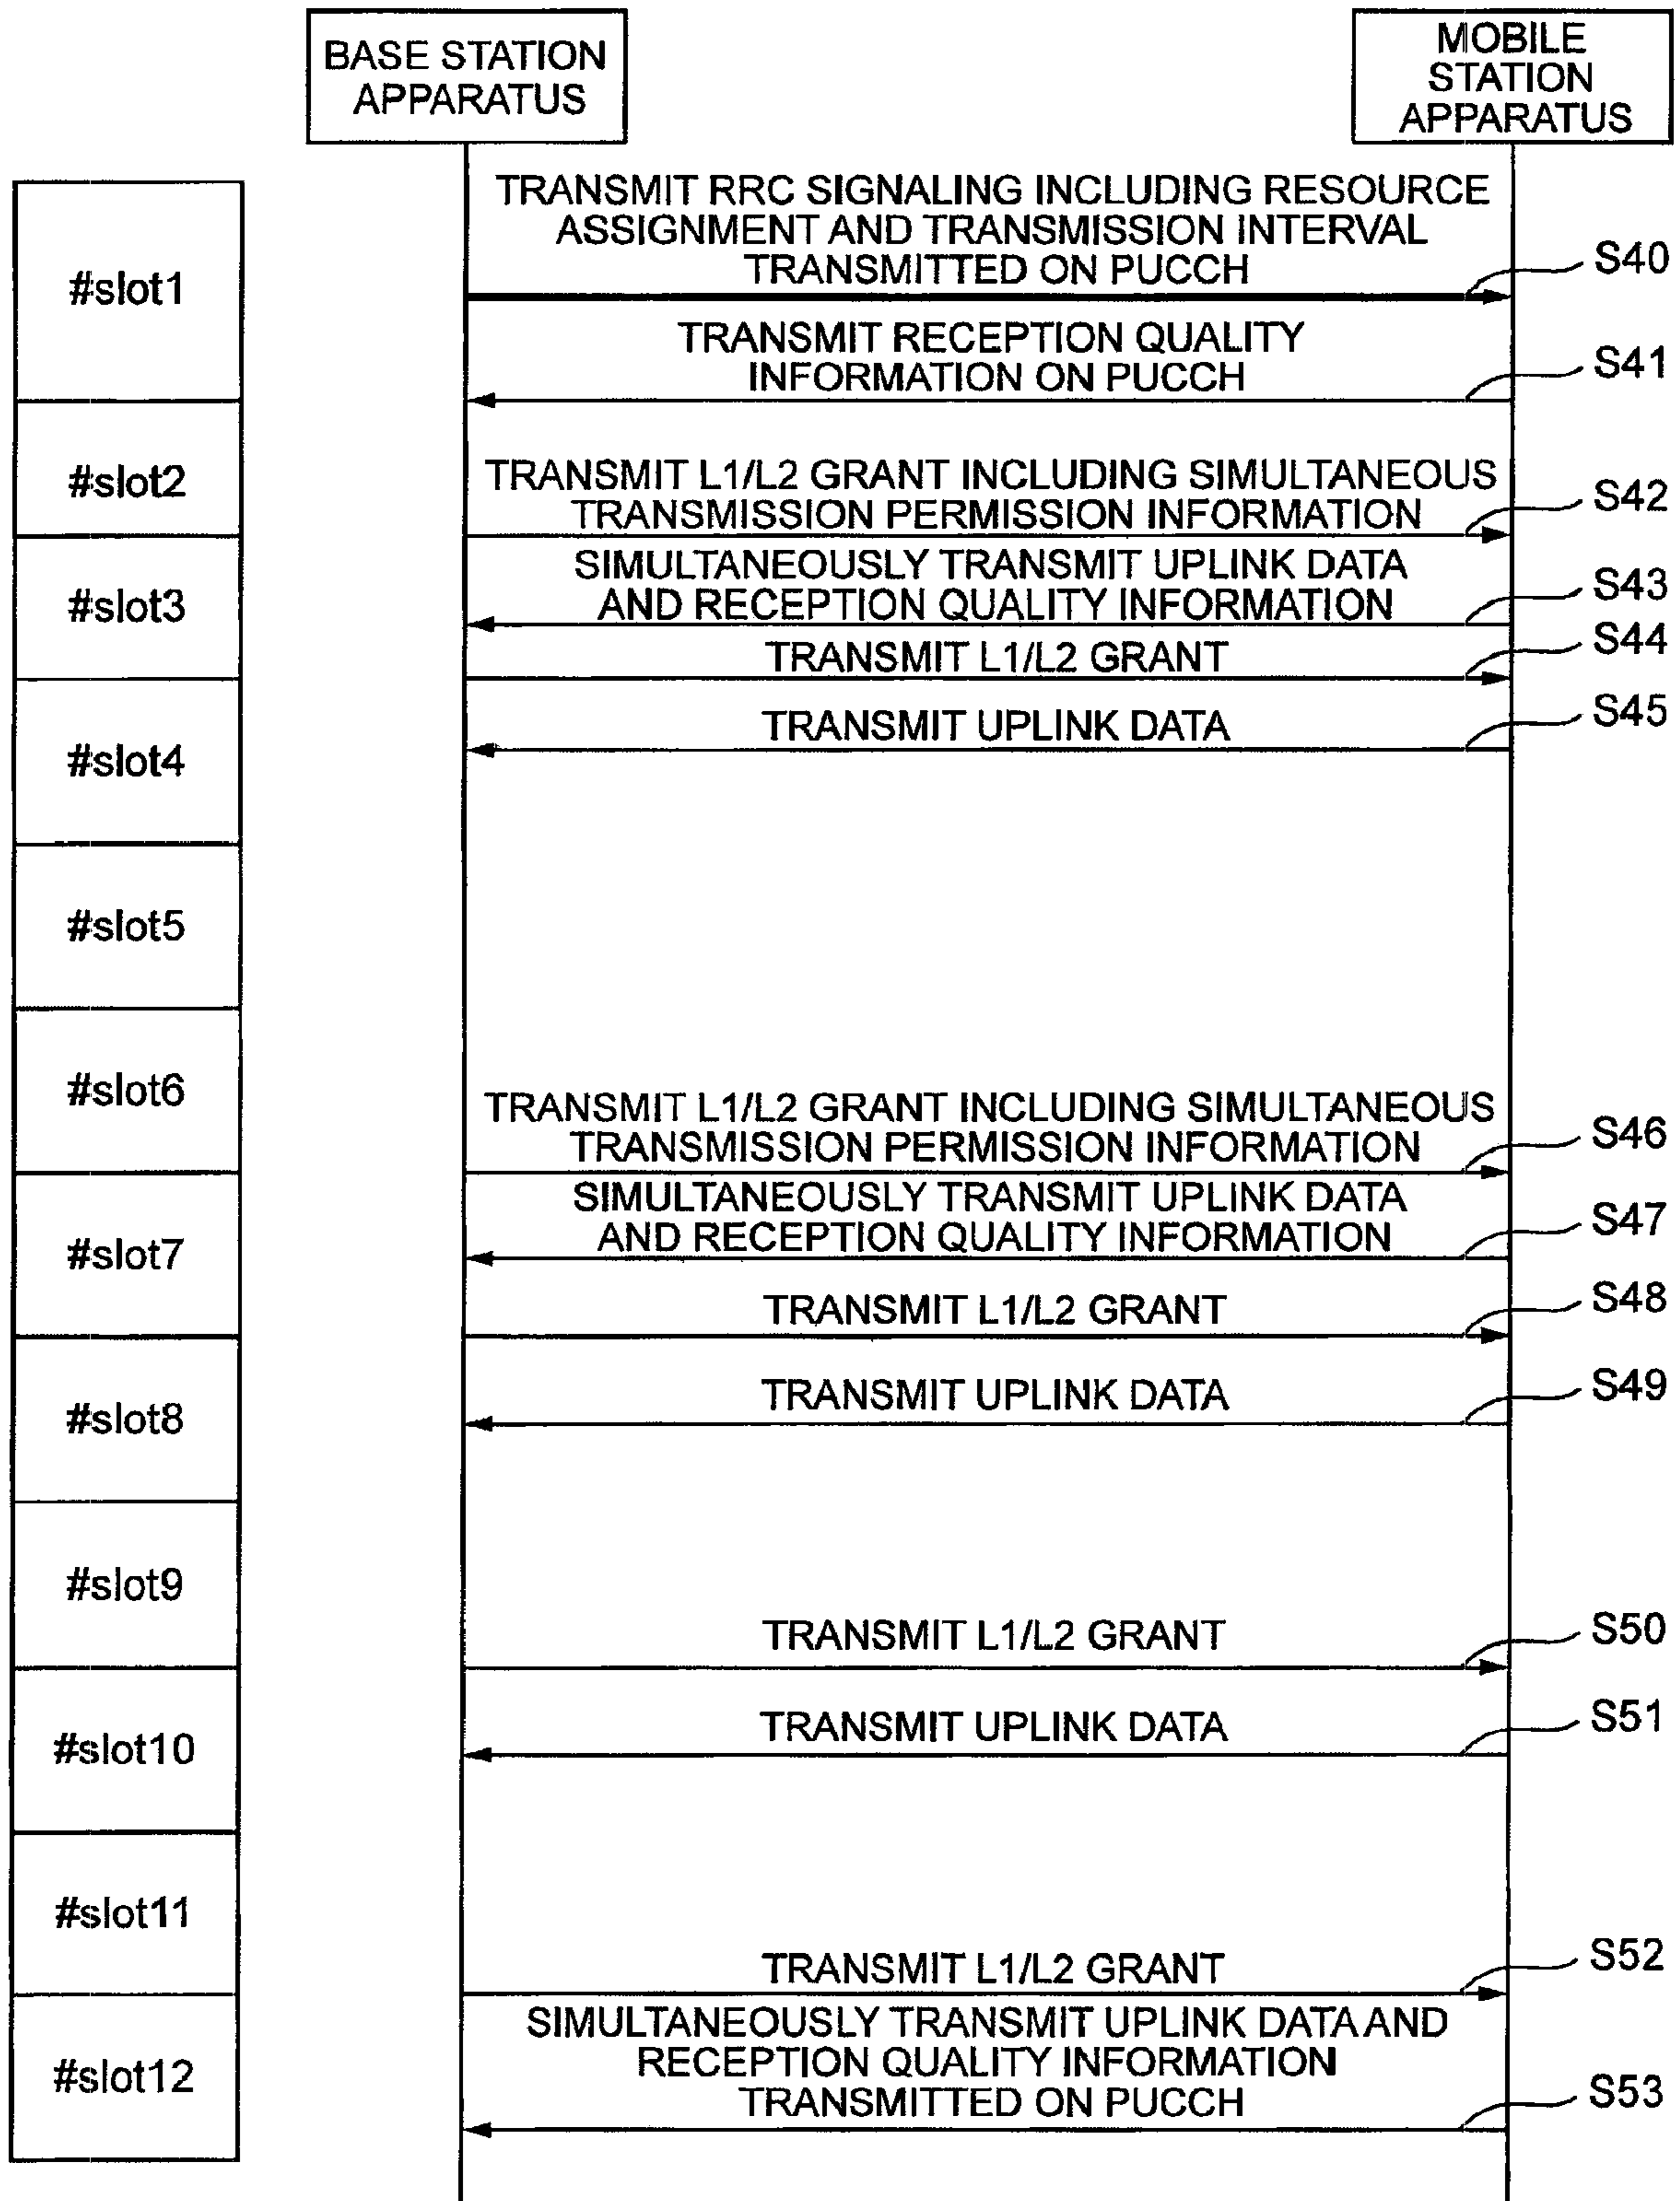 BASE STATION
APPARATUS
MOBILE
STATION
APPARATUS
#slot1
TRANSMIT RRC SIGNALING INCLUDING RESOURCE
ASSIGNMENT AND TRANSMISSION INTERVAL
TRANSMITTED ON PUCCH
S40
TRANSMIT RECEPTION QUALITY
INFORMATION ON PUCCH
S41
#slot2
TRANSMIT L1/L2 GRANT INCLUDING SIMULTANEOUS
TRANSMISSION PERMISSION INFORMATION
S42
#slot3
SIMULTANEOUSLY TRANSMIT UPLINK DATA
AND RECEPTION QUALITY INFORMATION
S43
TRANSMIT L1/L2 GRANT
S44
#slot4
TRANSMIT UPLINK DATA
S45
#slot5
#slot6
TRANSMIT L1/L2 GRANT INCLUDING SIMULTANEOUS
TRANSMISSION PERMISSION INFORMATION
S46
#slot7
SIMULTANEOUSLY TRANSMIT UPLINK DATA
AND RECEPTION QUALITY INFORMATION
S47
TRANSMIT L1/L2 GRANT
S48
#slot8
TRANSMIT UPLINK DATA
S49
#slot9
TRANSMIT L1/L2 GRANT
S50
#slot10
TRANSMIT UPLINK DATA
S51
#slot11
TRANSMIT L1/L2 GRANT
S52
#slot12
SIMULTANEOUSLY TRANSMIT UPLINK DATA AND
RECEPTION QUALITY INFORMATION
TRANSMITTED ON PUCCH
S53